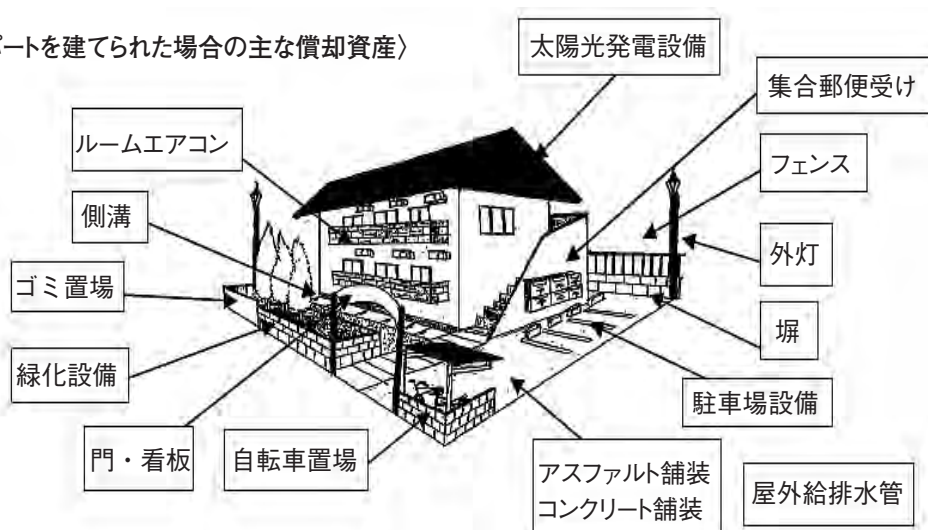 パートを建てられた場合の主な償却資産〉
太陽光発電設備
集合郵便受け
ルームエアコン
フェンス
側溝
外灯
ゴミ置場
塀
緑化設備
駐車場設備
門・看板
自転車置場
アスファルト舗装
コンクリート舗装
屋外給排水管